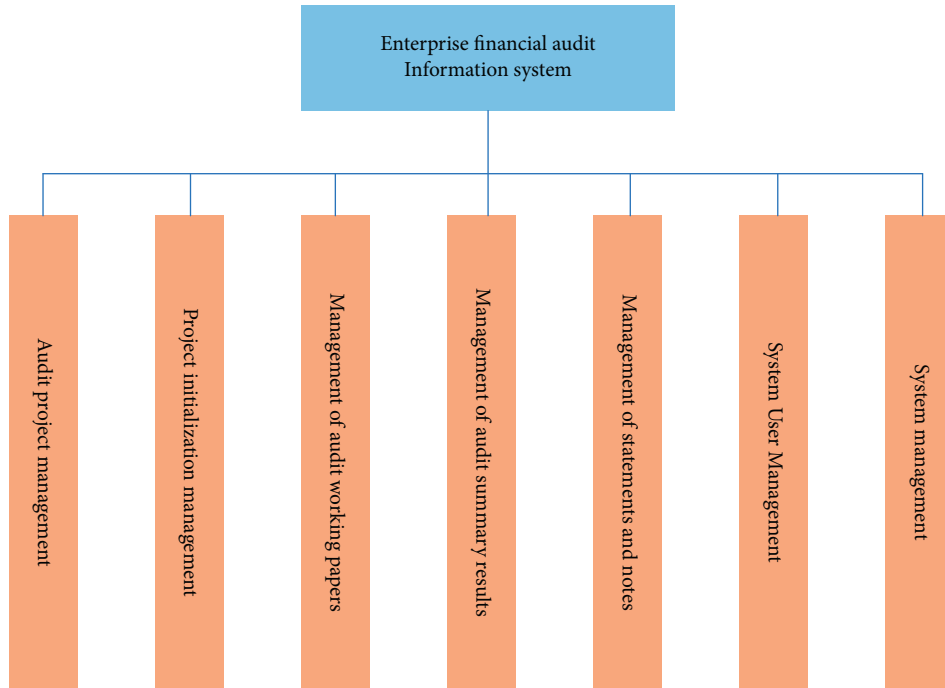 Enterprise financial audit
Information system
Audit project management
Project initialization management
Management of audit working papers
Management of audit summary results
Management of statements and notes
System User Management
System management